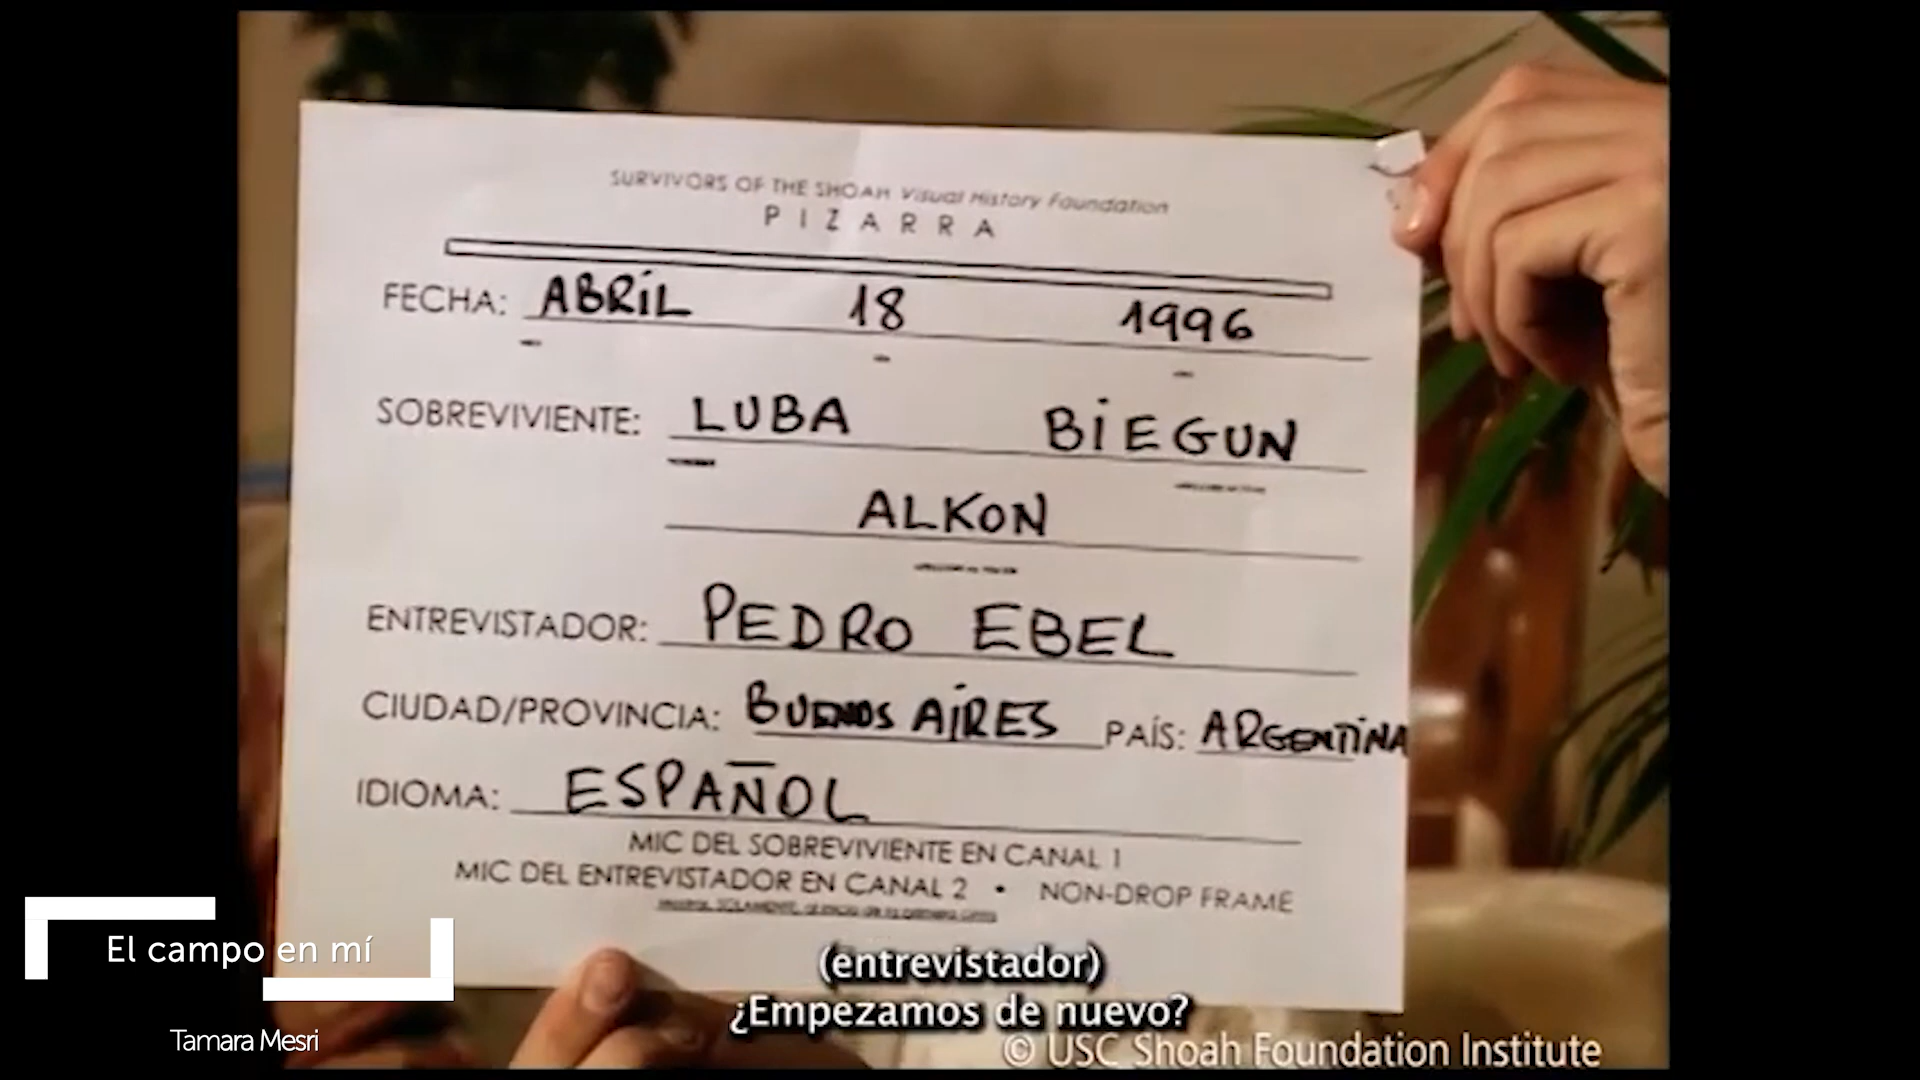 SURVIVORS OF THE SHOAH Visual History Foundation
PIZARRA
FECHA: ABRIL 18 1996
SOBREVIVIENTE: LUBA BIEGUN
ALKON
ENTREVISTADOR: PEDRO EBEL
CIUDAD/PROVINCIA: BUENOS AIRES PAÍS: ARGENTINA
IDIOMA: ESPAÑOL
MIC DEL SOBREVIVIENTE EN CANAL 1
MIC DEL ENTREVISTADOR EN CANAL 2 • NON-DROP FRAME
El campo en mí
Tamara Mesri
(entrevistador)
¿Empezamos de nuevo?
© USC Shoah Foundation Institute